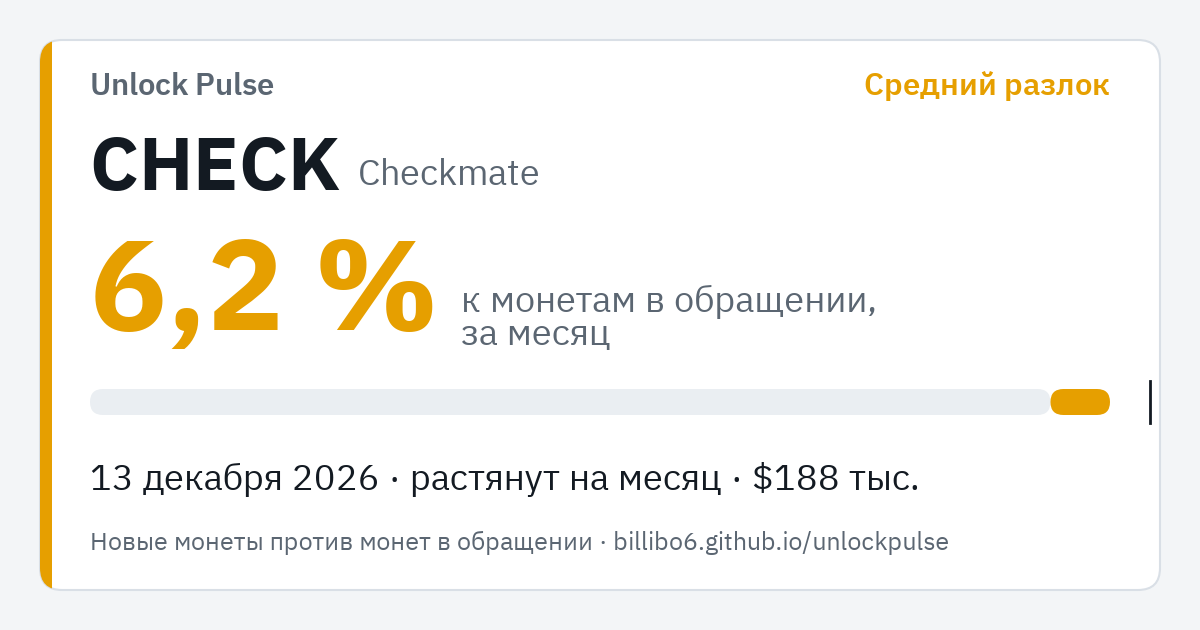 Unlock Pulse
Средний разлок
CHECK Checkmate
6,2 % к монетам в обращении,
за месяц
13 декабря 2026 · растянут на месяц · $188 тыс.
Новые монеты против монет в обращении · billibo6.github.io/unlockpulse